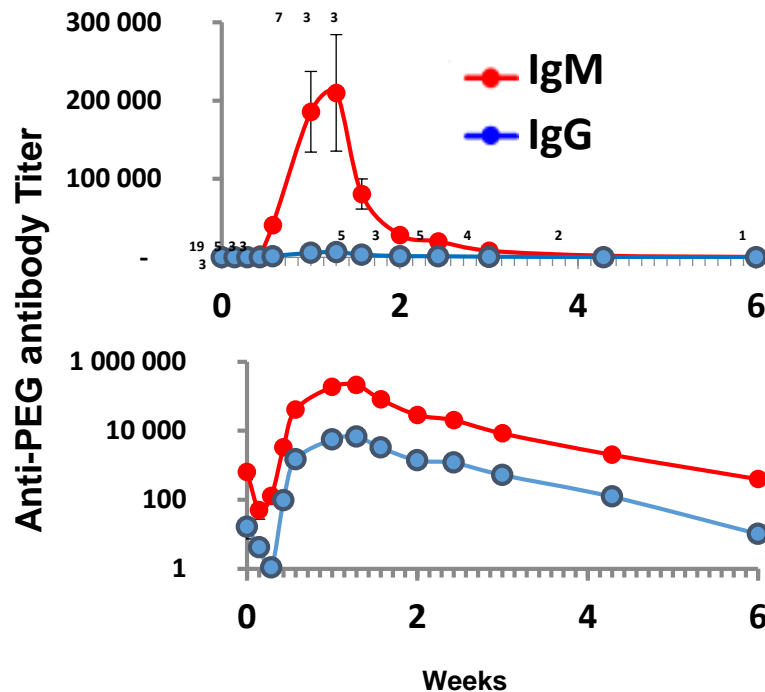 Anti-PEG antibody Titer
300 000
7 3 3
IgM
200 000
IgG
100 000
19 5 3 3 5 3 5 4 2 1
3
-
0 2 4 6
1 000 000
10 000
100
1
0 2 4 6
Weeks